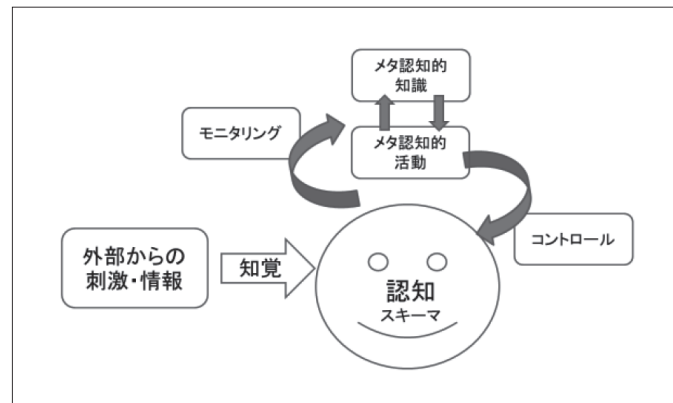 メタ認知的
知識
モニタリング
メタ認知的
活動
コントロール
外部からの
刺激・情報
知覚
認知
スキーマ